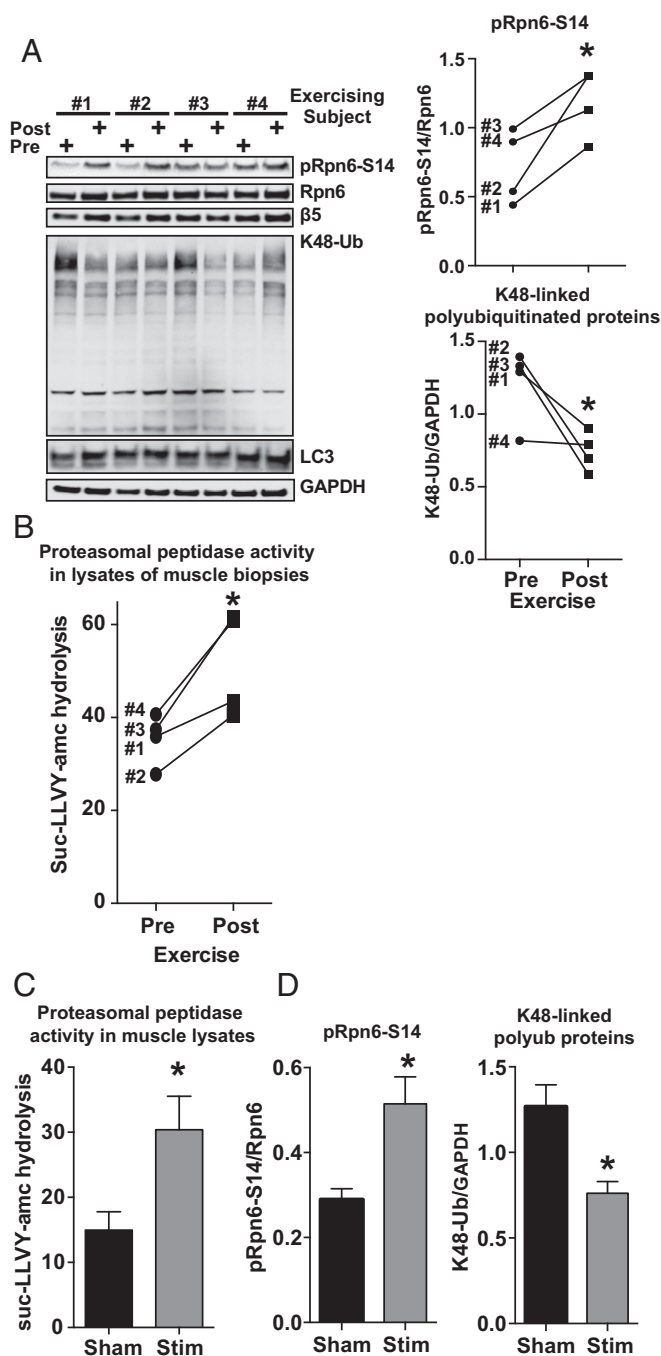 A
#1 #2 #3 #4 Exercising
Subject
Post + + + +
Pre + + + +
pRpn6-S14
Rpn6
β5
K48-Ub
LC3
GAPDH
pRpn6-S14
pRpn6-S14/Rpn6
1.5
1.0
0.5
0.0
#3
#4
#2
#1
*
K48-linked
polyubiquitinated proteins
K48-Ub/GAPDH
1.5
1.0
0.5
0.0
#2
#3
#1
#4
*
Pre Post
Exercise
B
Proteasomal peptidase activity
in lysates of muscle biopsies
Suc-LLVY-amc hydrolysis
60
40
20
0
#4
#3
#1
#2
*
Pre Post
Exercise
C
Proteasomal peptidase
activity in muscle lysates
suc-LLVY-amc hydrolysis
40
30
20
10
0
*
Sham Stim
D
pRpn6-S14
pRpn6-S14/Rpn6
0.6
0.4
0.2
0.0
*
Sham Stim
K48-linked
polyub proteins
K48-Ub/GAPDH
1.5
1.0
0.5
0.0
*
Sham Stim